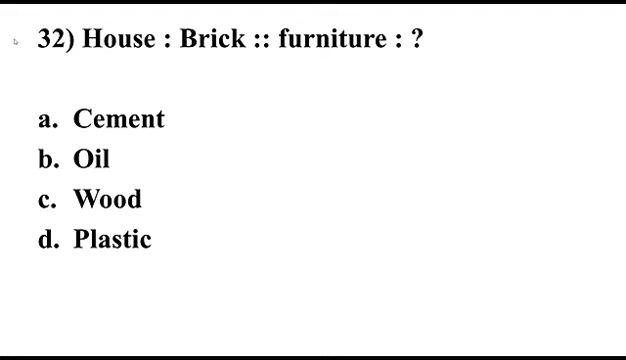 32) House : Brick :: furniture : ?
a. Cement
b. Oil
c. Wood
d. Plastic